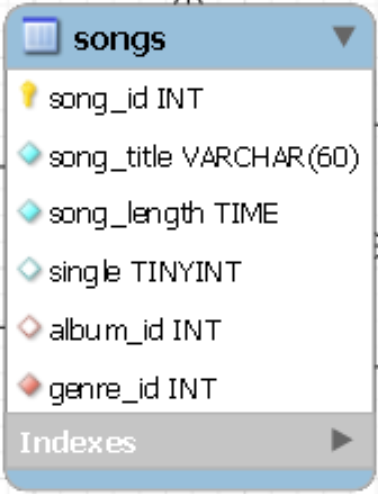 songs
song_id INT
song_title VARCHAR(60)
song_length TIME
single TINYINT
album_id INT
genre_id INT
Indexes